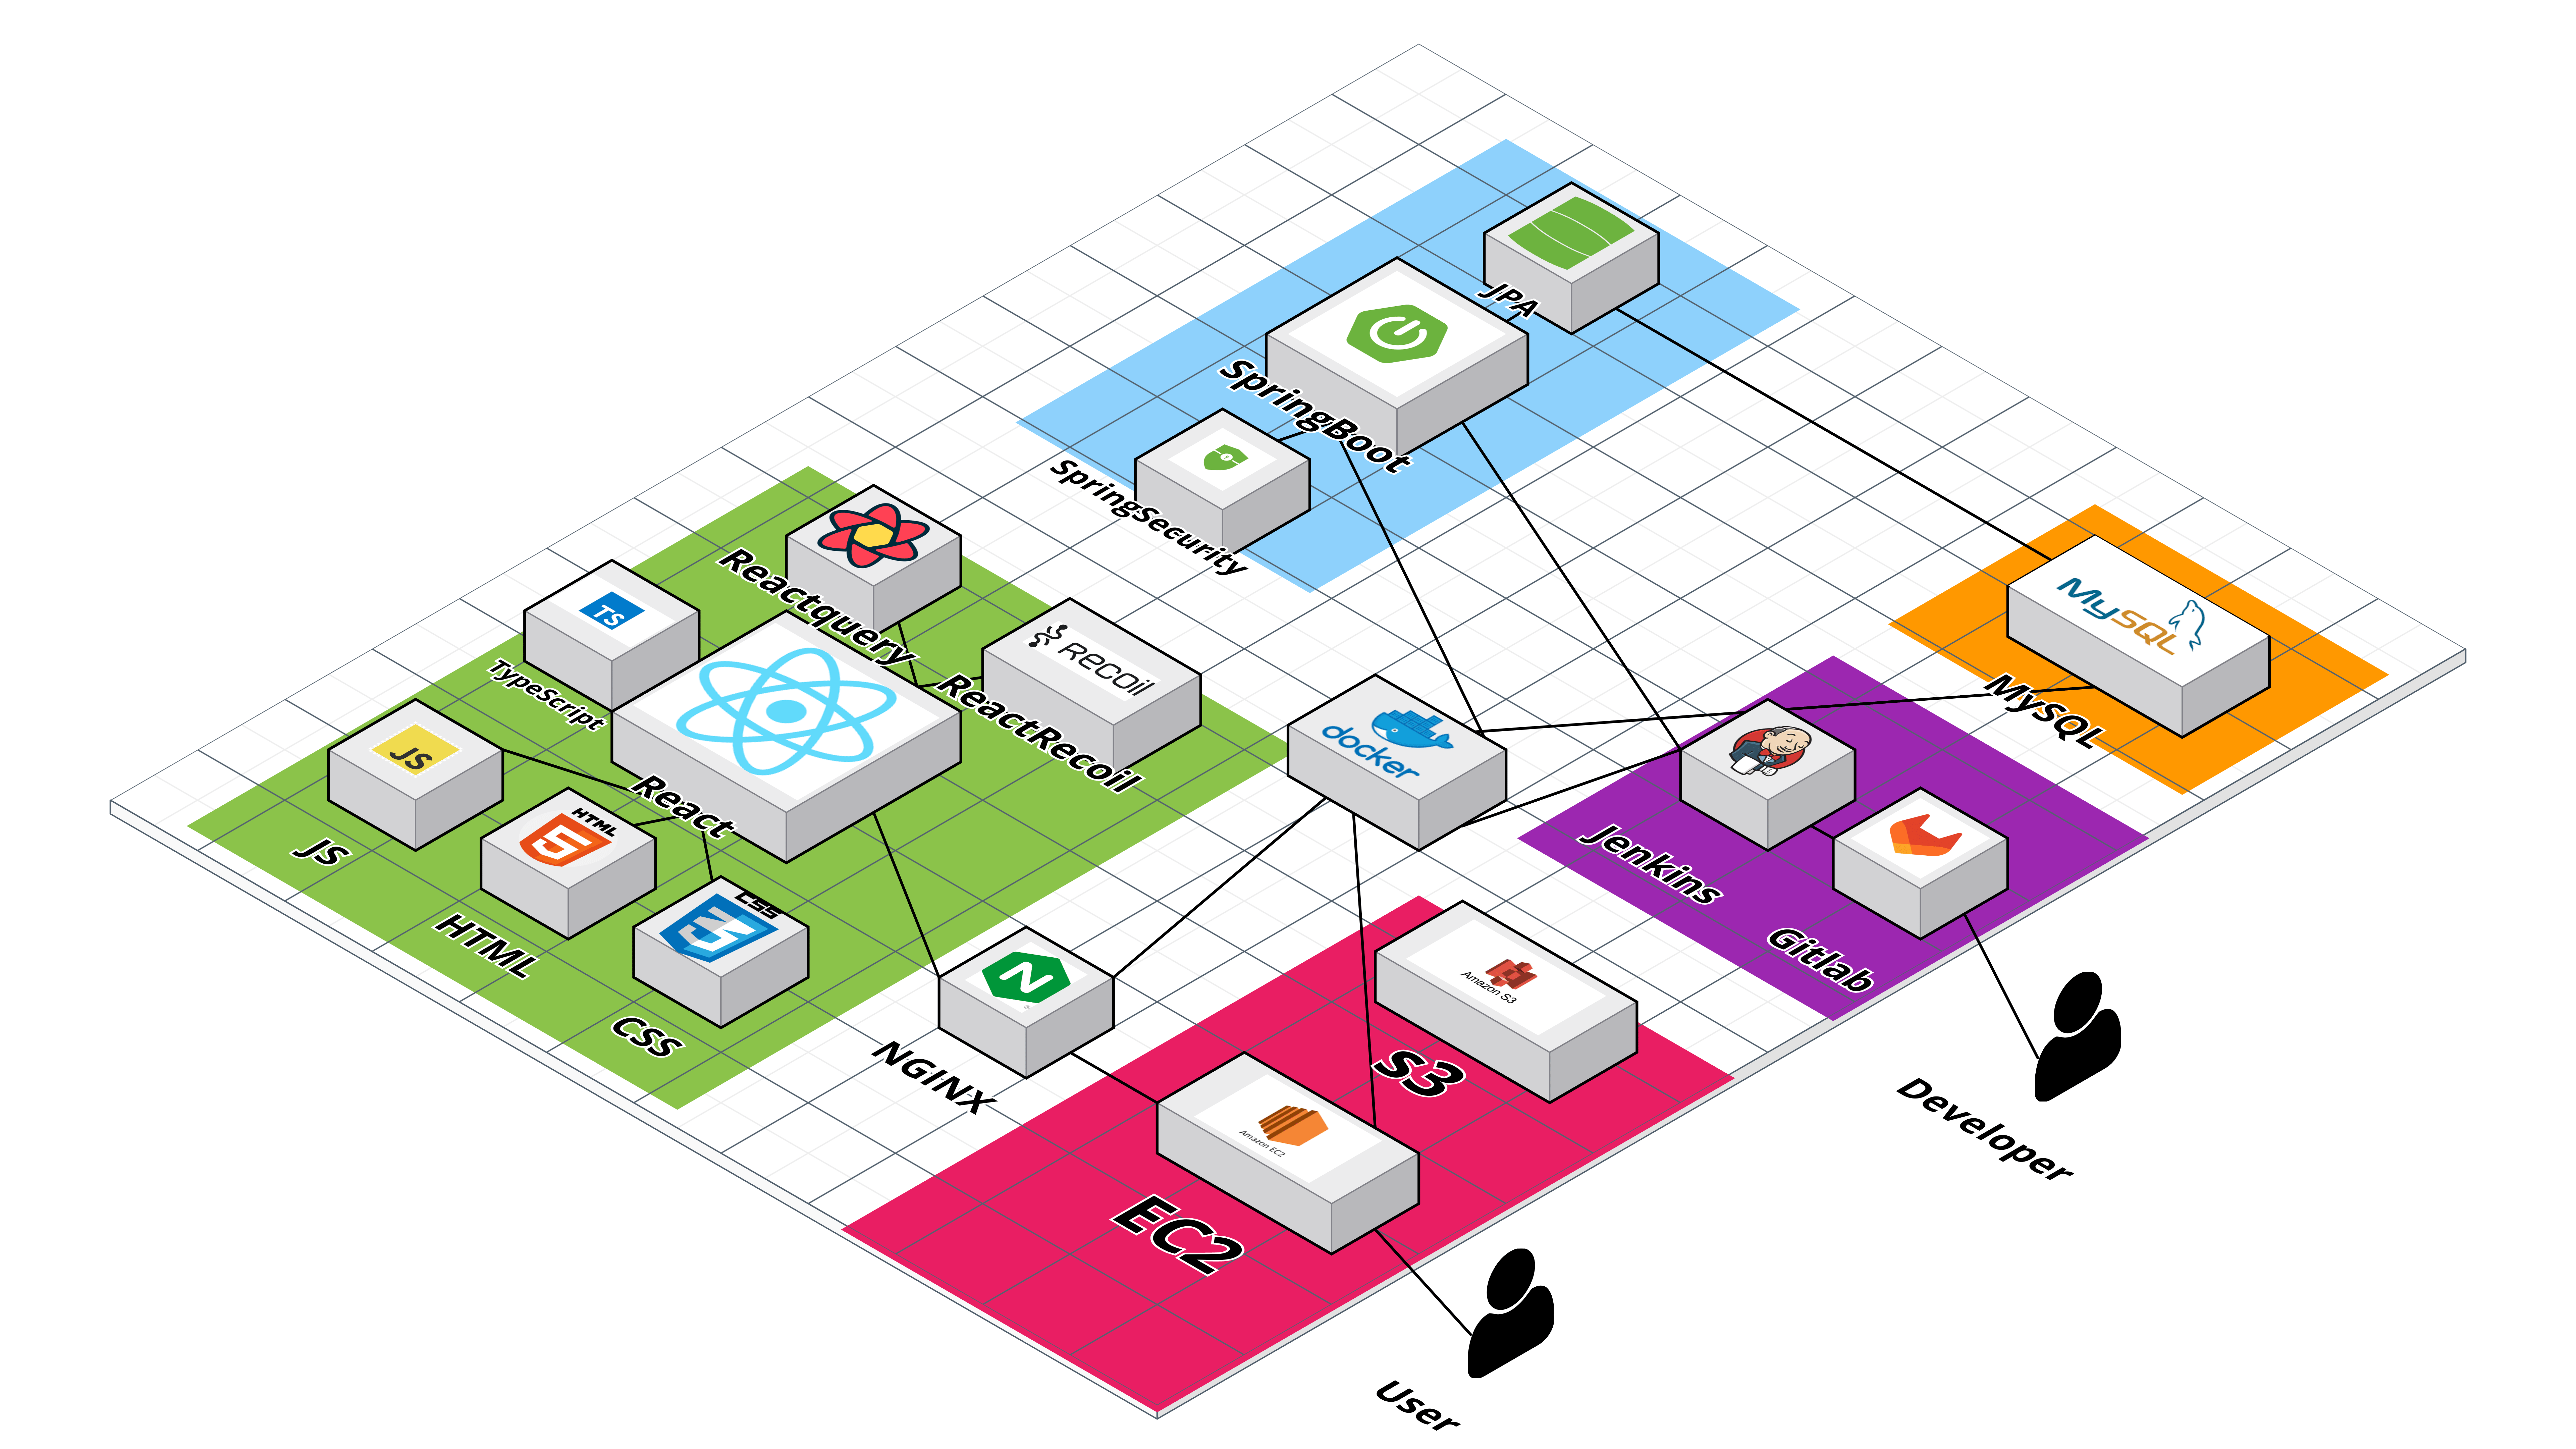 JPA
SpringBoot
SpringSecurity
Reactquery
RECOIL
ReactRecoil
TS
TypeScript
JS
JS
React
HTML
HTML
CSS
CSS
docker
MySQL
MySQL
Jenkins
Gitlab
N
NGINX
Amazon S3
S3
Amazon EC2
EC2
Developer
User